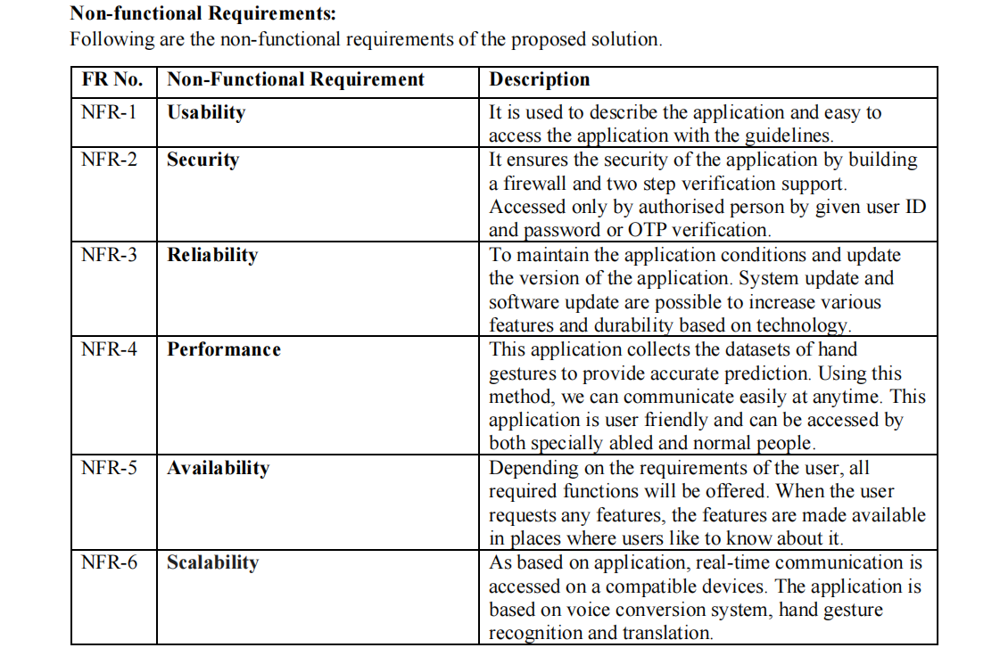 Non-functional Requirements:
Following are the non-functional requirements of the proposed solution.
FR No. Non-Functional Requirement Description
NFR-1 Usability It is used to describe the application and easy to
access the application with the guidelines.
NFR-2 Security It ensures the security of the application by building
a firewall and two step verification support.
Accessed only by authorised person by given user ID
and password or OTP verification.
NFR-3 Reliability To maintain the application conditions and update
the version of the application. System update and
software update are possible to increase various
features and durability based on technology.
NFR-4 Performance This application collects the datasets of hand
gestures to provide accurate prediction. Using this
method, we can communicate easily at anytime. This
application is user friendly and can be accessed by
both specially abled and normal people.
NFR-5 Availability Depending on the requirements of the user, all
required functions will be offered. When the user
requests any features, the features are made available
in places where users like to know about it.
NFR-6 Scalability As based on application, real-time communication is
accessed on a compatible devices. The application is
based on voice conversion system, hand gesture
recognition and translation.